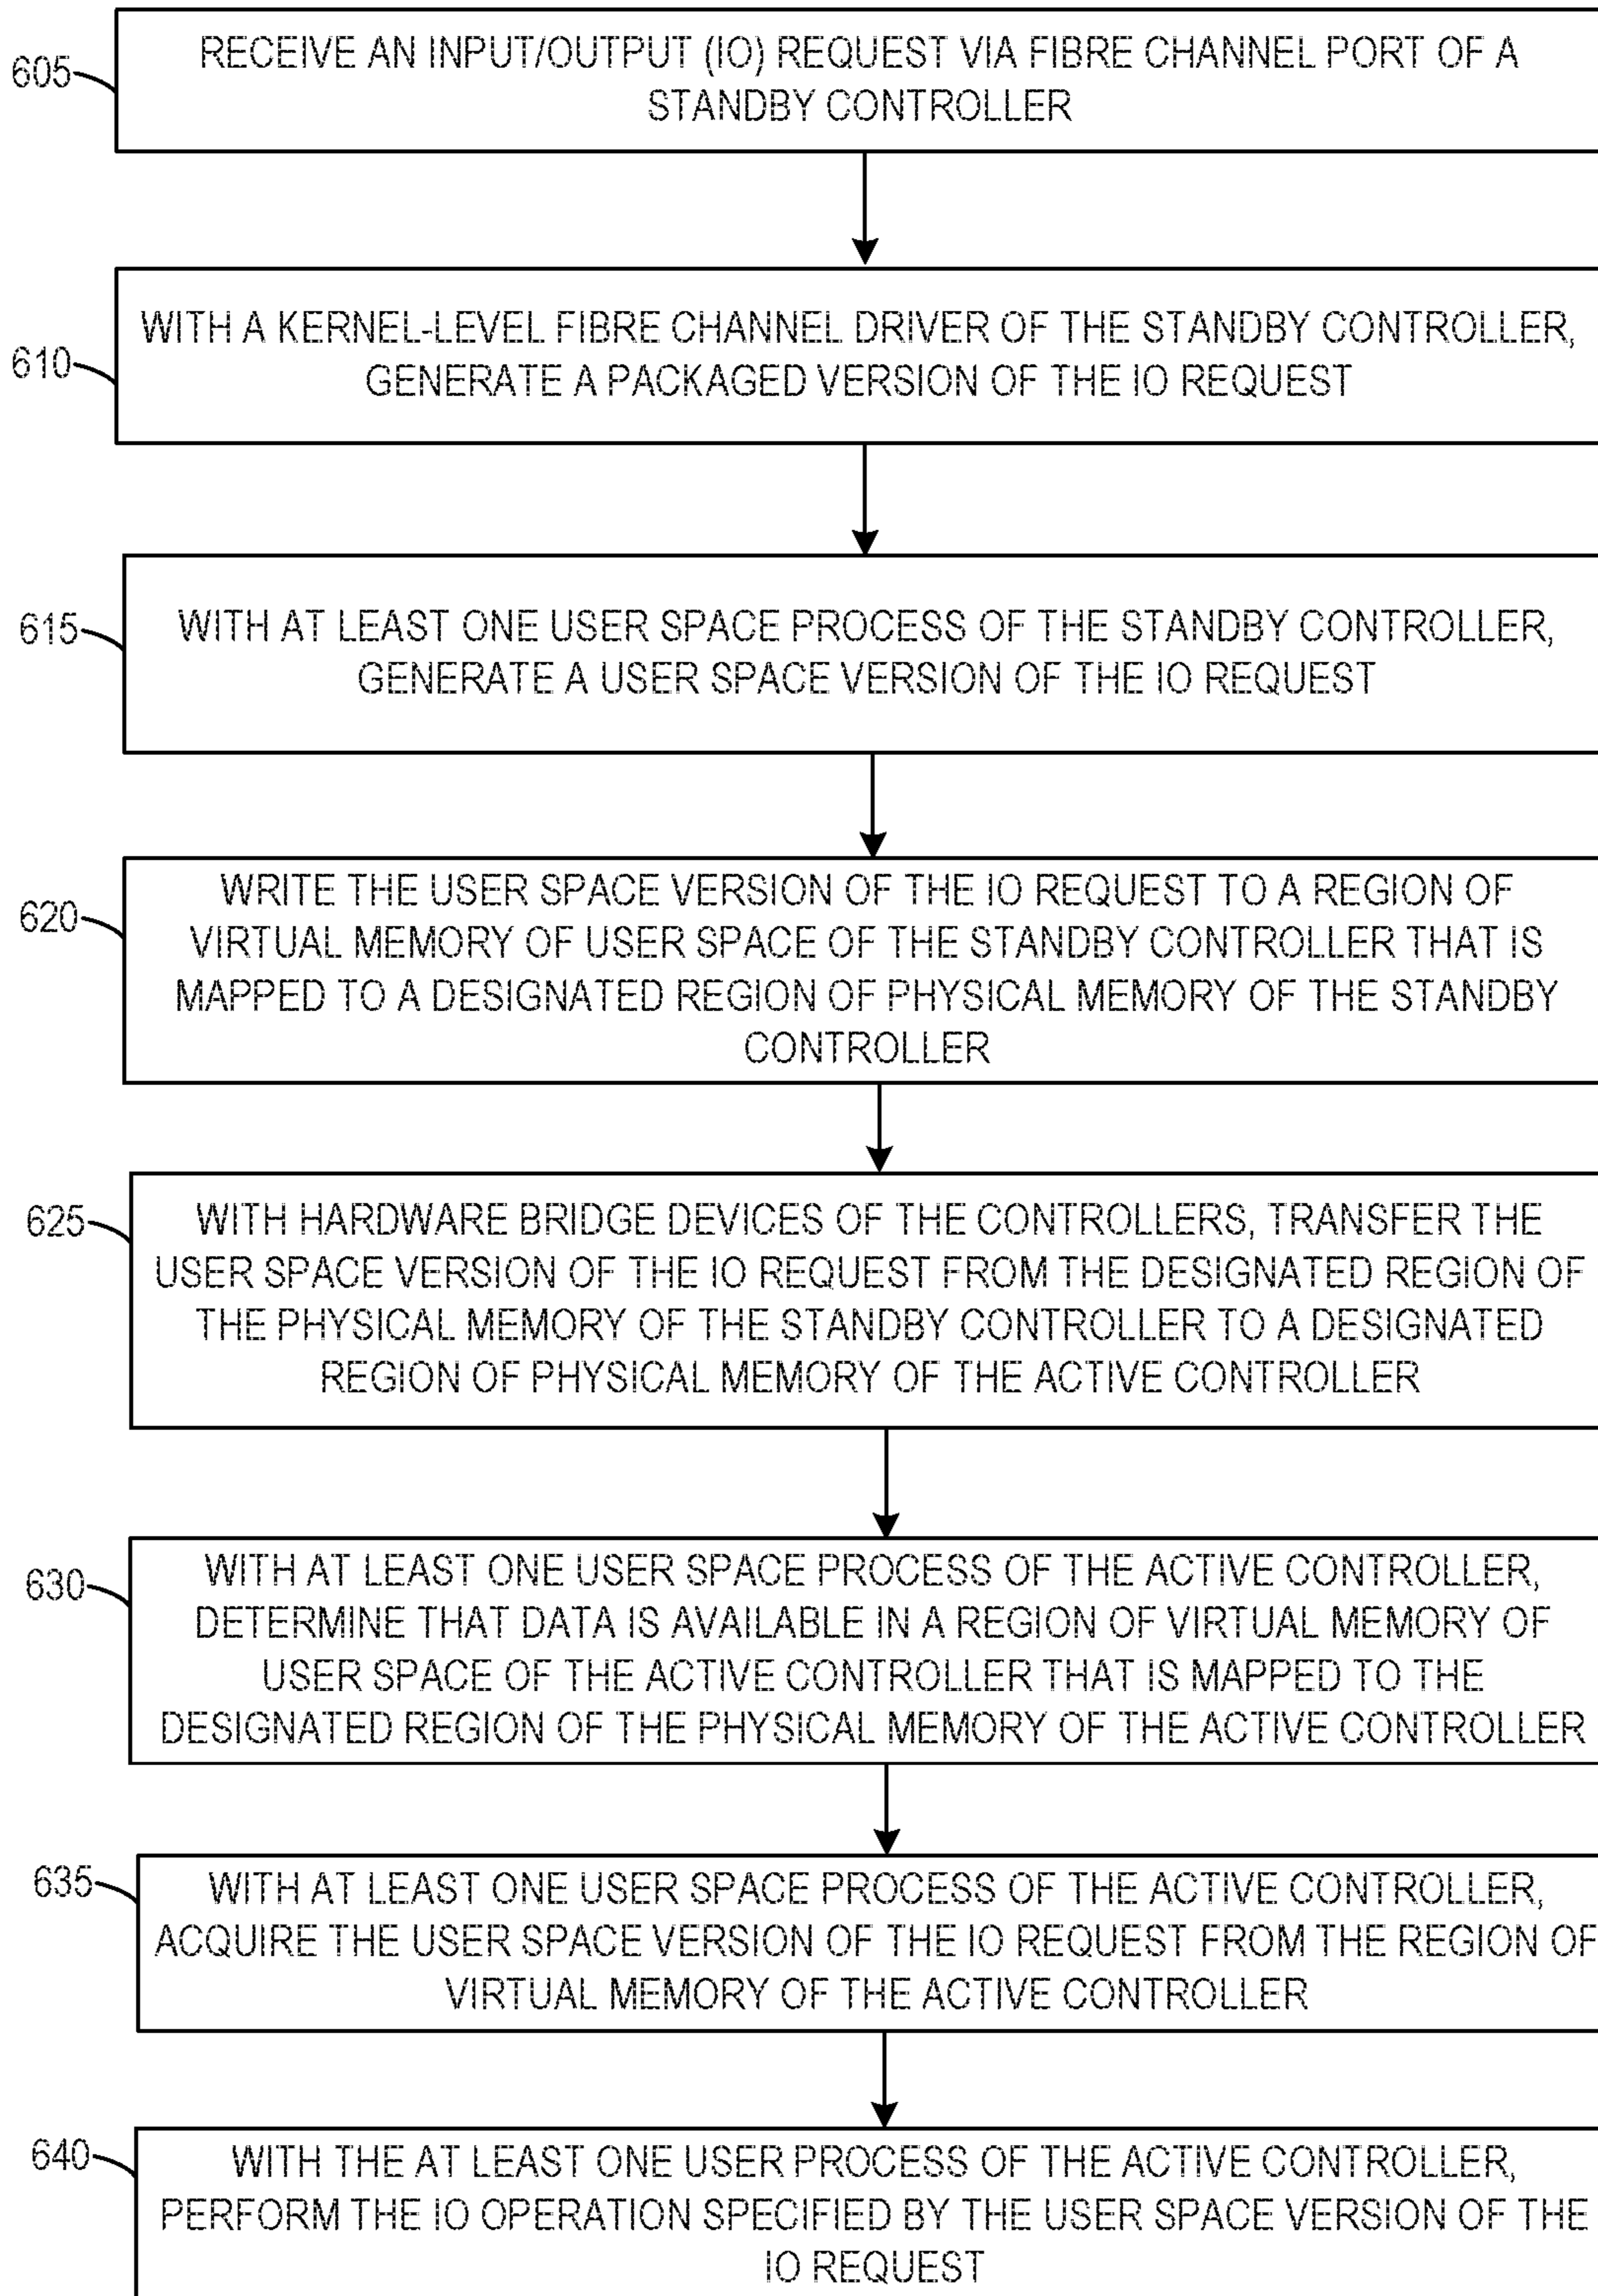 605
RECEIVE AN INPUT/OUTPUT (IO) REQUEST VIA FIBRE CHANNEL PORT OF A
STANDBY CONTROLLER
610
WITH A KERNEL-LEVEL FIBRE CHANNEL DRIVER OF THE STANDBY CONTROLLER,
GENERATE A PACKAGED VERSION OF THE IO REQUEST
615
WITH AT LEAST ONE USER SPACE PROCESS OF THE STANDBY CONTROLLER,
GENERATE A USER SPACE VERSION OF THE IO REQUEST
620
WRITE THE USER SPACE VERSION OF THE IO REQUEST TO A REGION OF
VIRTUAL MEMORY OF USER SPACE OF THE STANDBY CONTROLLER THAT IS
MAPPED TO A DESIGNATED REGION OF PHYSICAL MEMORY OF THE STANDBY
CONTROLLER
625
WITH HARDWARE BRIDGE DEVICES OF THE CONTROLLERS, TRANSFER THE
USER SPACE VERSION OF THE IO REQUEST FROM THE DESIGNATED REGION OF
THE PHYSICAL MEMORY OF THE STANDBY CONTROLLER TO A DESIGNATED
REGION OF PHYSICAL MEMORY OF THE ACTIVE CONTROLLER
630
WITH AT LEAST ONE USER SPACE PROCESS OF THE ACTIVE CONTROLLER,
DETERMINE THAT DATA IS AVAILABLE IN A REGION OF VIRTUAL MEMORY OF
USER SPACE OF THE ACTIVE CONTROLLER THAT IS MAPPED TO THE
DESIGNATED REGION OF THE PHYSICAL MEMORY OF THE ACTIVE CONTROLLER
635
WITH AT LEAST ONE USER SPACE PROCESS OF THE ACTIVE CONTROLLER,
ACQUIRE THE USER SPACE VERSION OF THE IO REQUEST FROM THE REGION OF
VIRTUAL MEMORY OF THE ACTIVE CONTROLLER
640
WITH THE AT LEAST ONE USER PROCESS OF THE ACTIVE CONTROLLER,
PERFORM THE IO OPERATION SPECIFIED BY THE USER SPACE VERSION OF THE
IO REQUEST